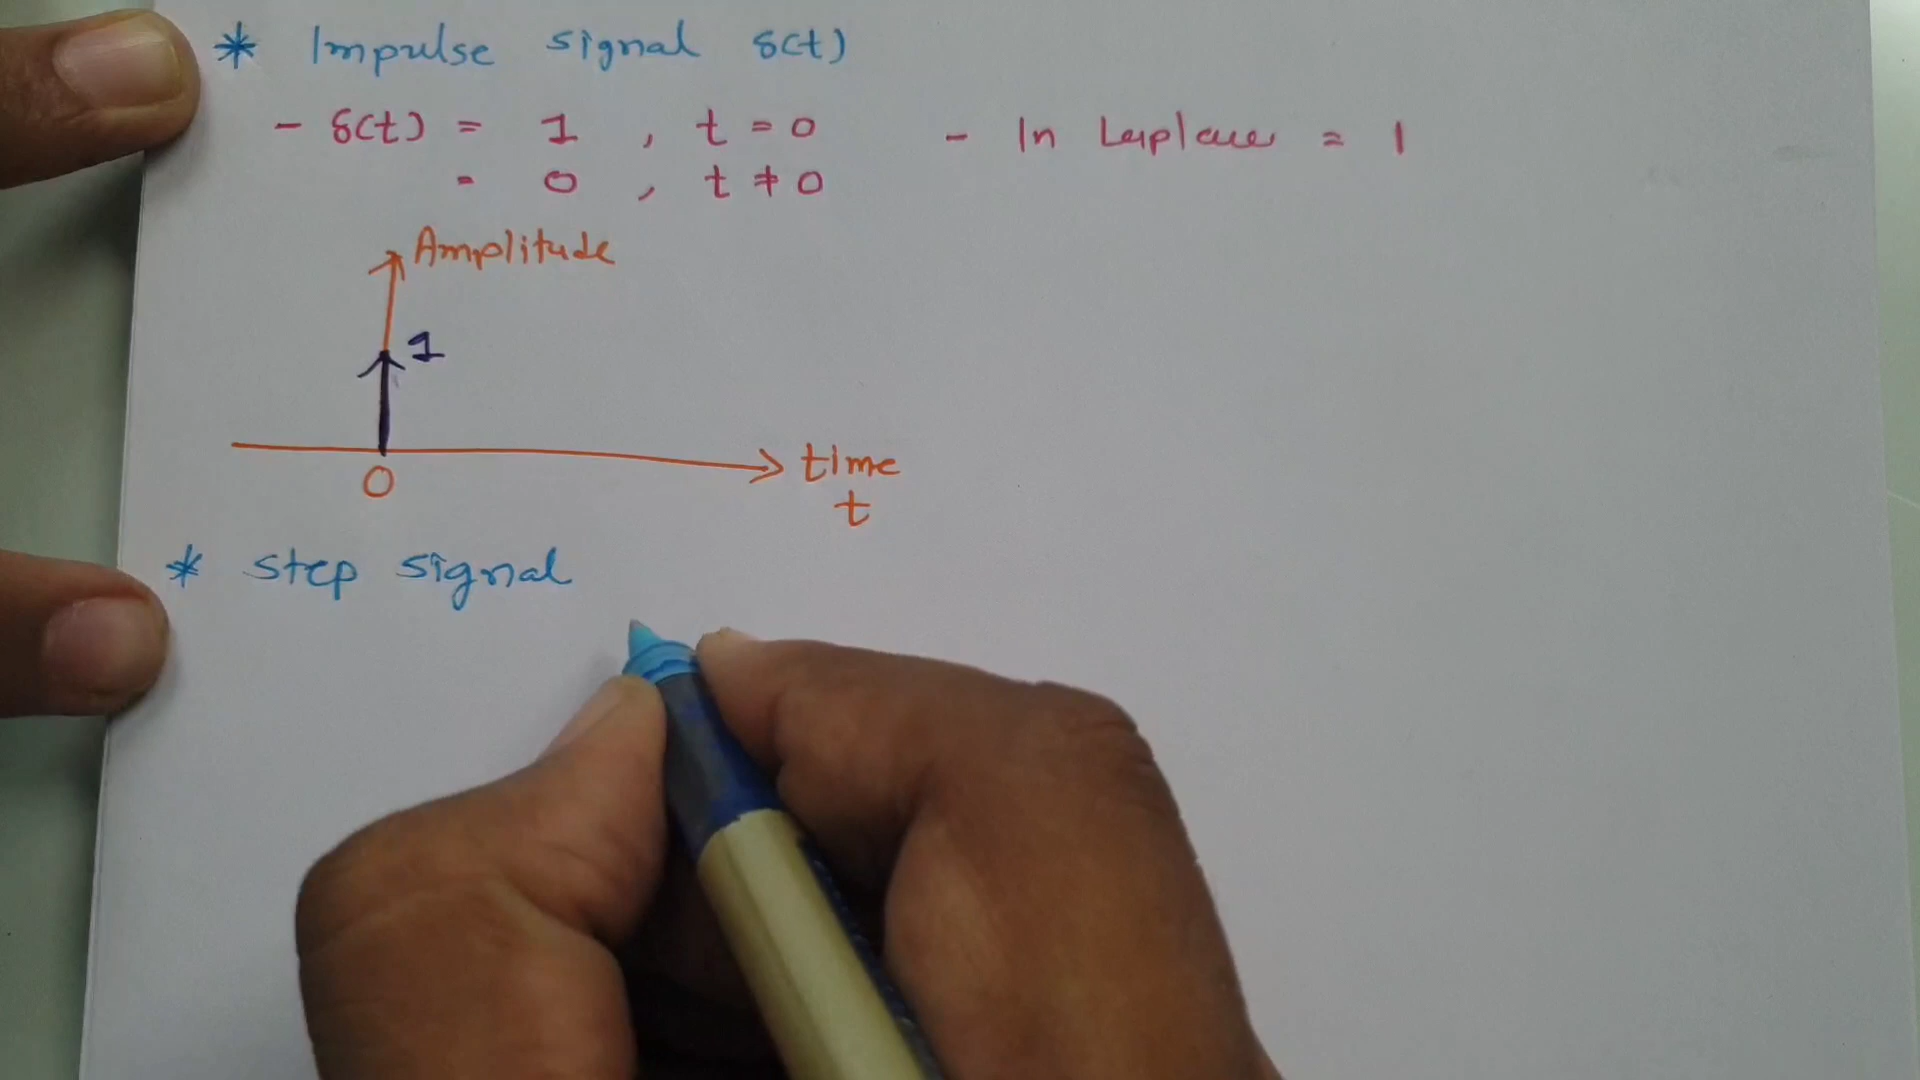 * Impulse signal δ(t)
- δ(t) = 1 , t = 0
= 0 , t ≠ 0
- In Laplace = 1
Amplitude
1
0
time
t
* Step signal